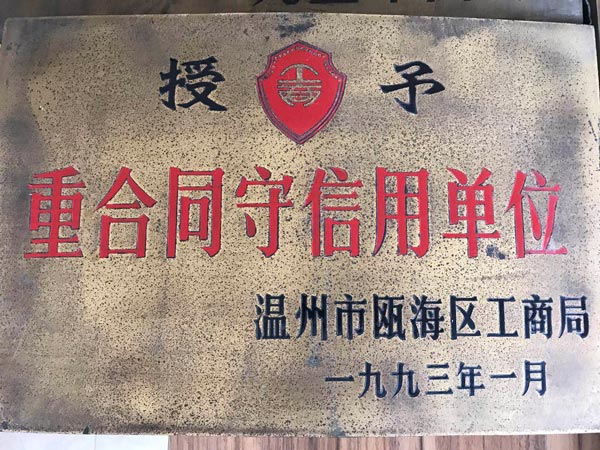 授予
重合同守信用单位
温州市瓯海区工商局
一九九三年一月